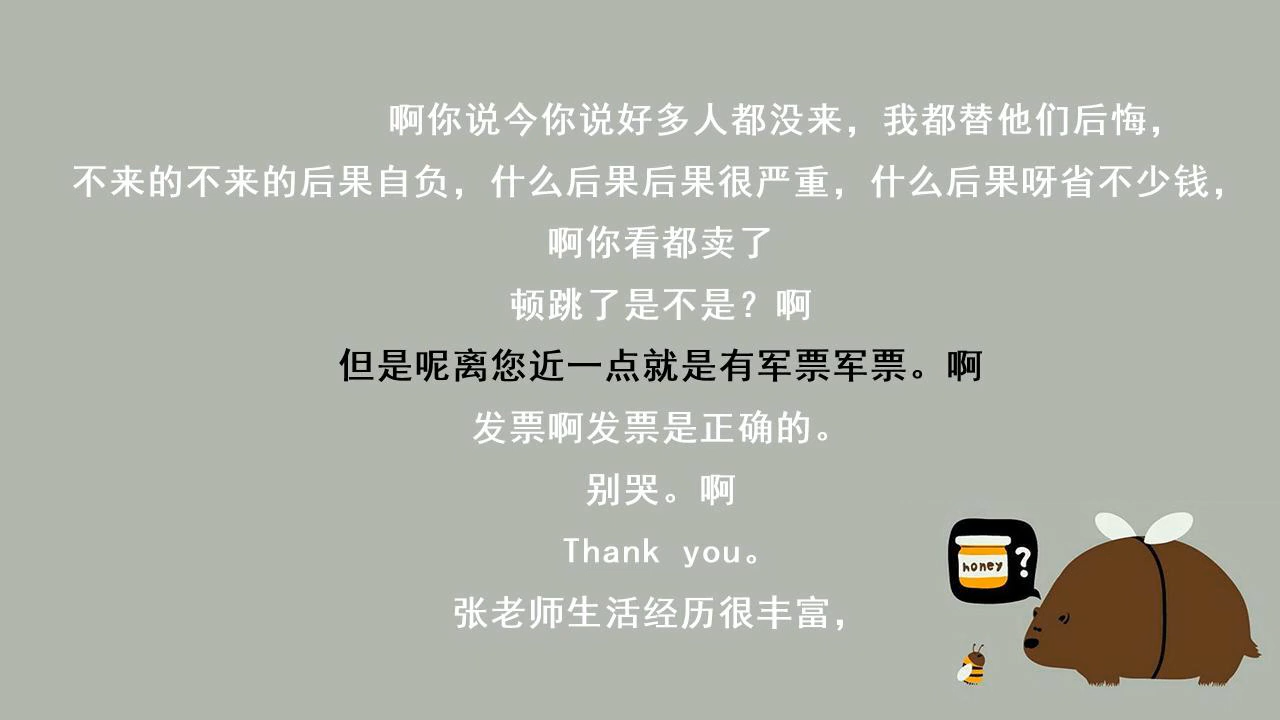 啊你说今你说好多人都没来，我都替他们后悔，
不来的不来的后果自负，什么后果后果很严重，什么后果呀省不少钱，
啊你看都卖了
顿跳了是不是？啊
但是呢离您近一点就是有军票军票。啊
发票啊发票是正确的。
别哭。啊
Thank you。
张老师生活经历很丰富，
honey ?